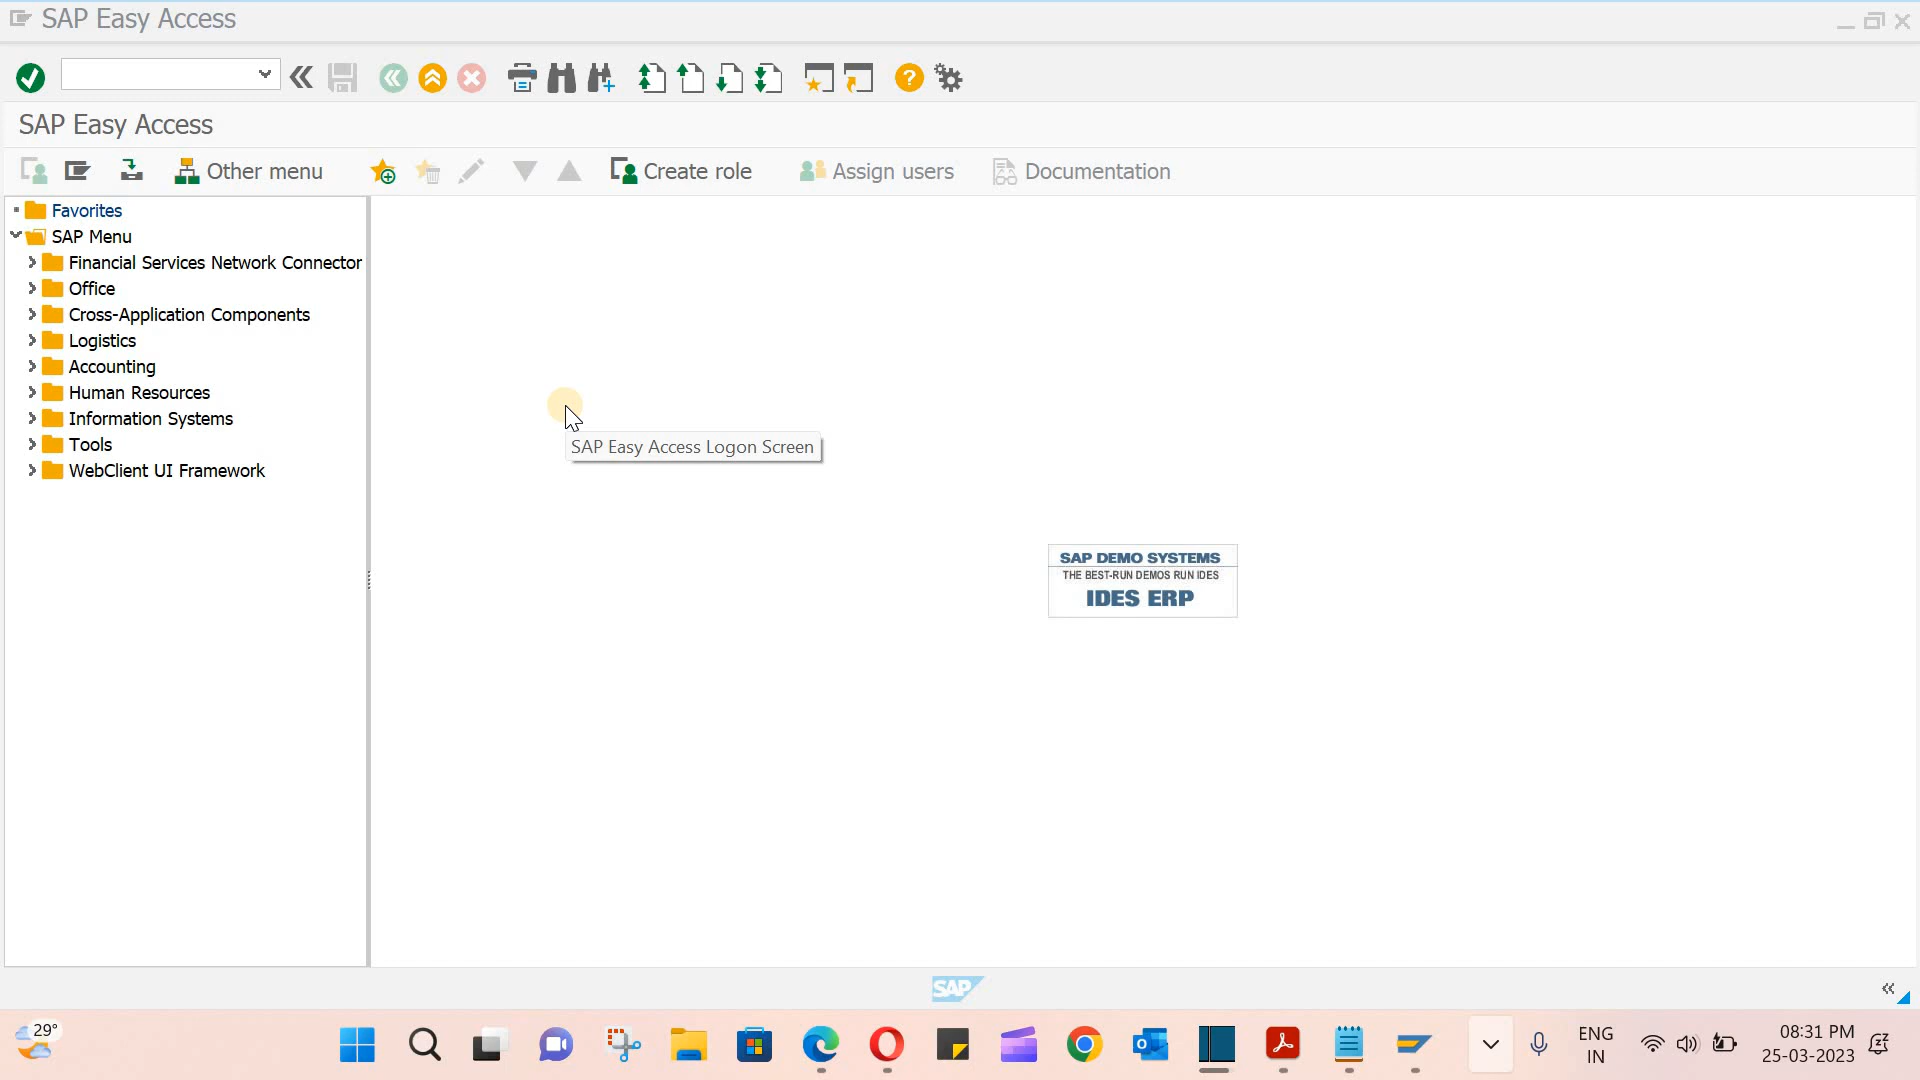 SAP Easy Access
SAP Easy Access
Other menu
Create role
Assign users
Documentation
Favorites
SAP Menu
Financial Services Network Connector
Office
Cross-Application Components
Logistics
Accounting
Human Resources
Information Systems
Tools
WebClient UI Framework
SAP Easy Access Logon Screen
SAP DEMO SYSTEMS
THE BEST-RUN DEMOS RUN IDES
IDES ERP
SAP
29°
ENG
IN
08:31 PM
25-03-2023